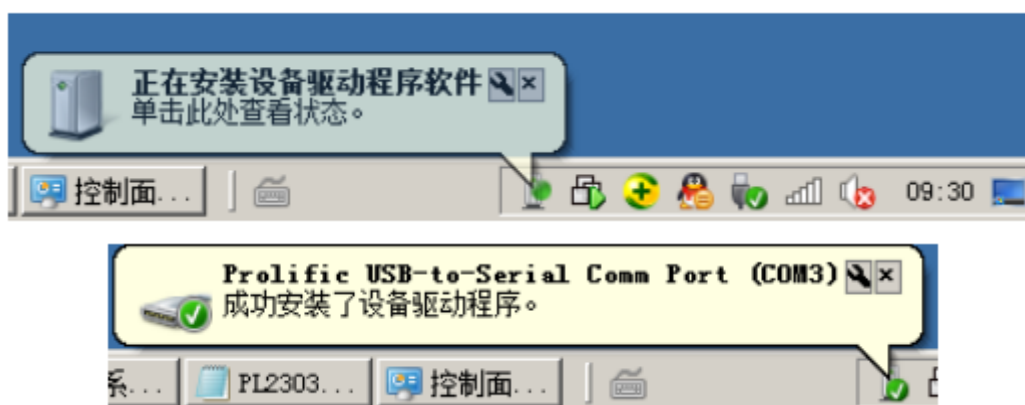 正在安装设备驱动程序软件
单击此处查看状态。
控制面...
09:30
Prolific USB-to-Serial Comm Port (COM3)
成功安装了设备驱动程序。
系...
PL2303...
控制面...